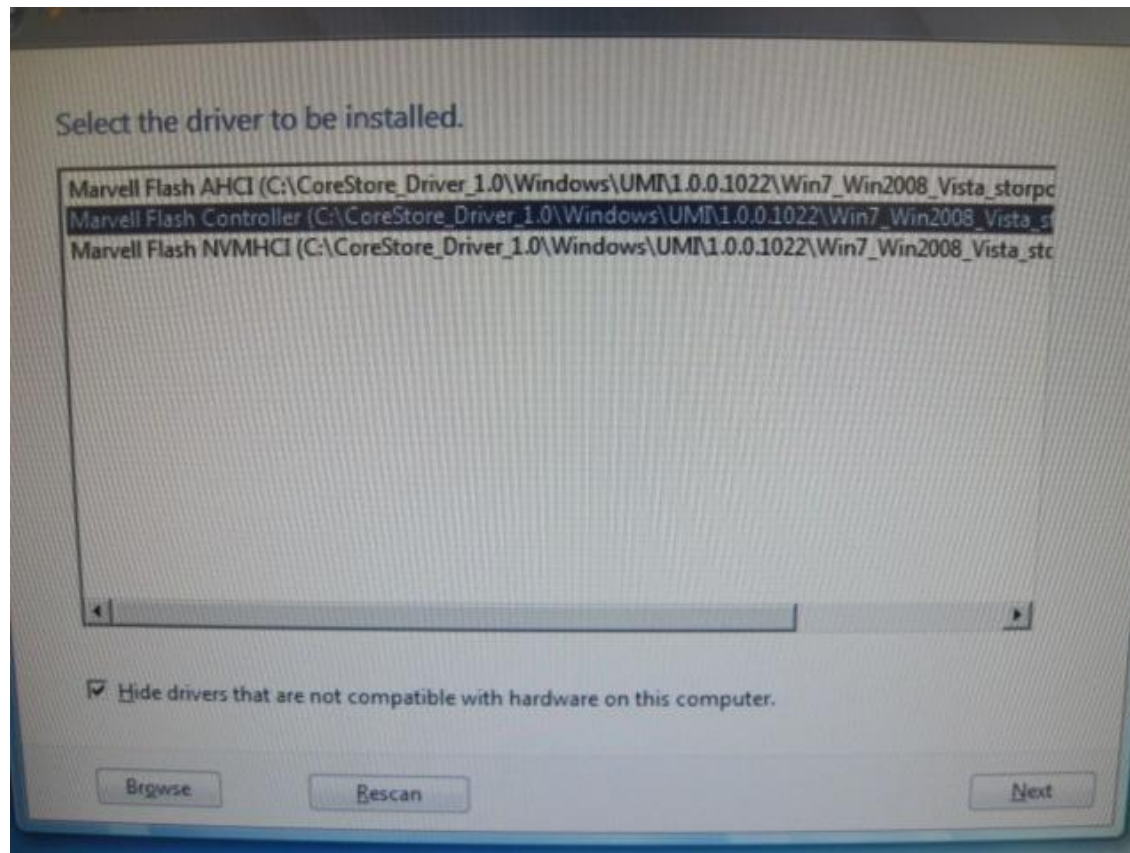 Select the driver to be installed.
Marvell Flash AHCI (C:\CoreStore_Driver_1.0\Windows\UMI\1.0.0.1022\Win7_Win2008_Vista_storpc
Marvell Flash Controller (C:\CoreStore_Driver_1.0\Windows\UMI\1.0.0.1022\Win7_Win2008_Vista_s
Marvell Flash NVMHCI (C:\CoreStore_Driver_1.0\Windows\UMI\1.0.0.1022\Win7_Win2008_Vista_stc
Hide drivers that are not compatible with hardware on this computer.
Browse
Rescan
Next